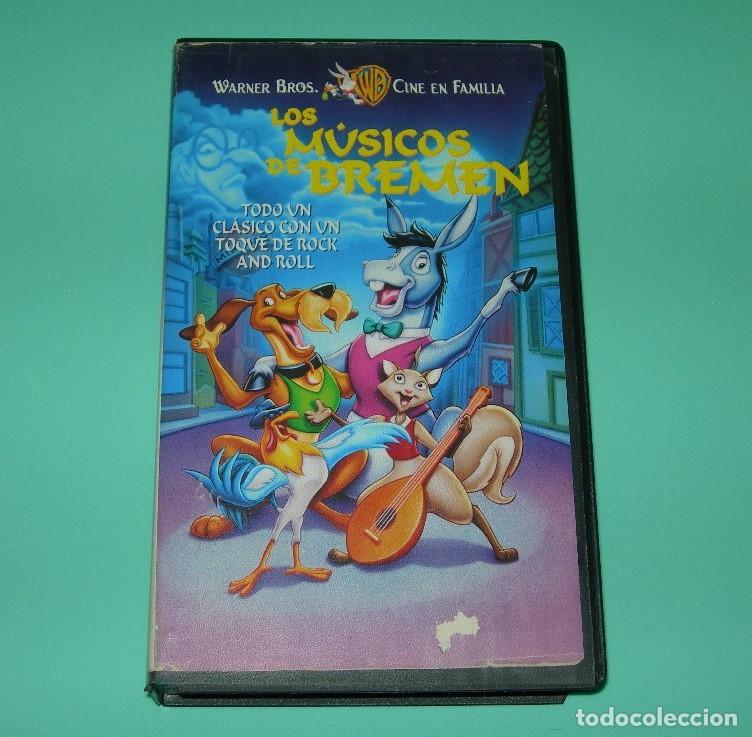 WARNER BROS. WB CINE EN FAMILIA
LOS
MÚSICOS
DE BREMEN
TODO UN
CLÁSICO CON UN
TOQUE DE ROCK
AND ROLL
todocoleccion